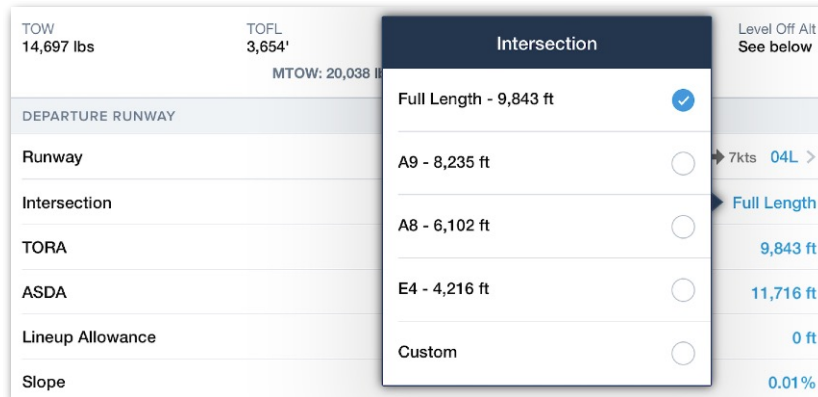 TOW
14,697 lbs
TOFL
3,654'
MTOW: 20,038
Level Off Alt
See below
DEPARTURE RUNWAY
Runway
7kts 04L >
Intersection
Full Length
TORA
9,843 ft
ASDA
11,716 ft
Lineup Allowance
0 ft
Slope
0.01%
Intersection
Full Length - 9,843 ft
A9 - 8,235 ft
A8 - 6,102 ft
E4 - 4,216 ft
Custom